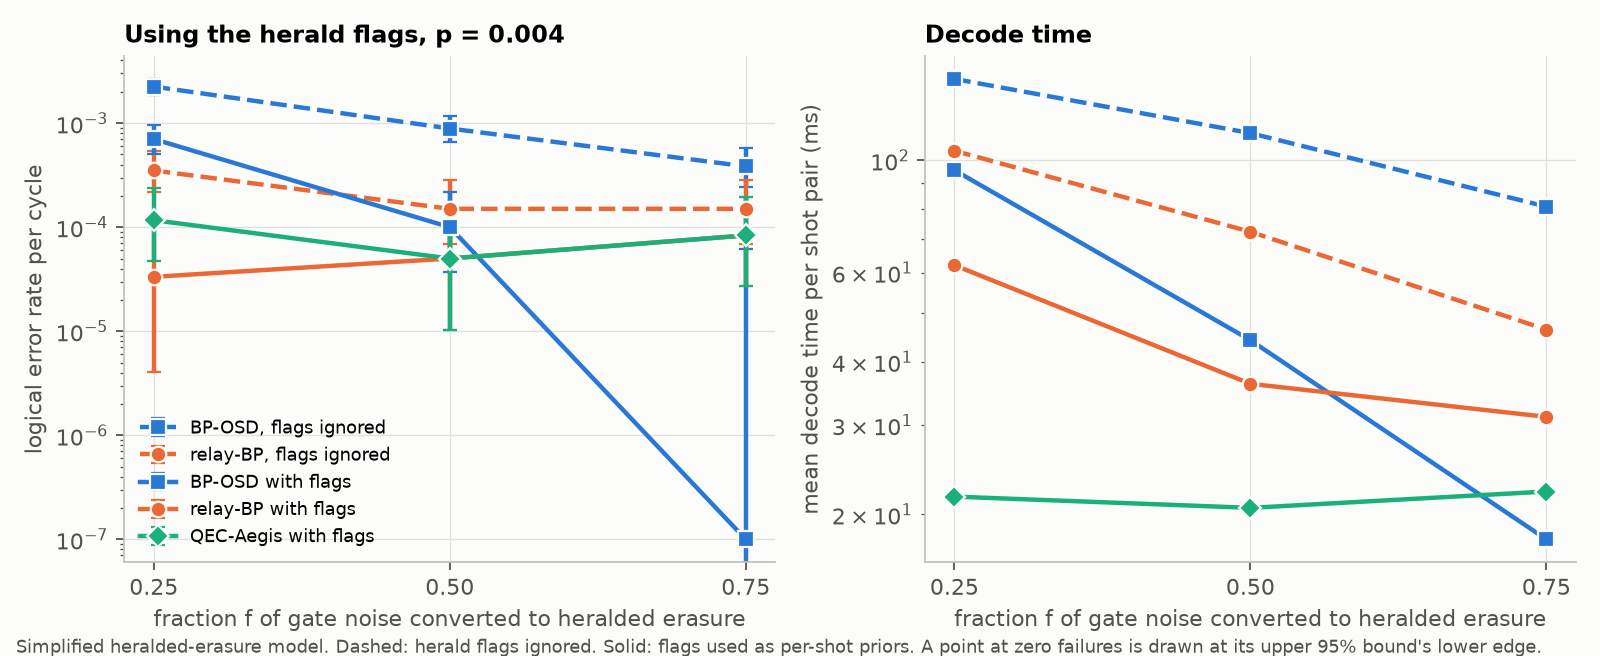 Using the herald flags, p = 0.004
logical error rate per cycle
10⁻³
10⁻⁴
10⁻⁵
10⁻⁶
10⁻⁷
BP-OSD, flags ignored
relay-BP, flags ignored
BP-OSD with flags
relay-BP with flags
QEC-Aegis with flags
0.25 0.50 0.75
fraction f of gate noise converted to heralded erasure
Decode time
mean decode time per shot pair (ms)
10²
6 × 10¹
4 × 10¹
3 × 10¹
2 × 10¹
0.25 0.50 0.75
fraction f of gate noise converted to heralded erasure
Simplified heralded-erasure model. Dashed: herald flags ignored. Solid: flags used as per-shot priors. A point at zero failures is drawn at its upper 95% bound's lower edge.